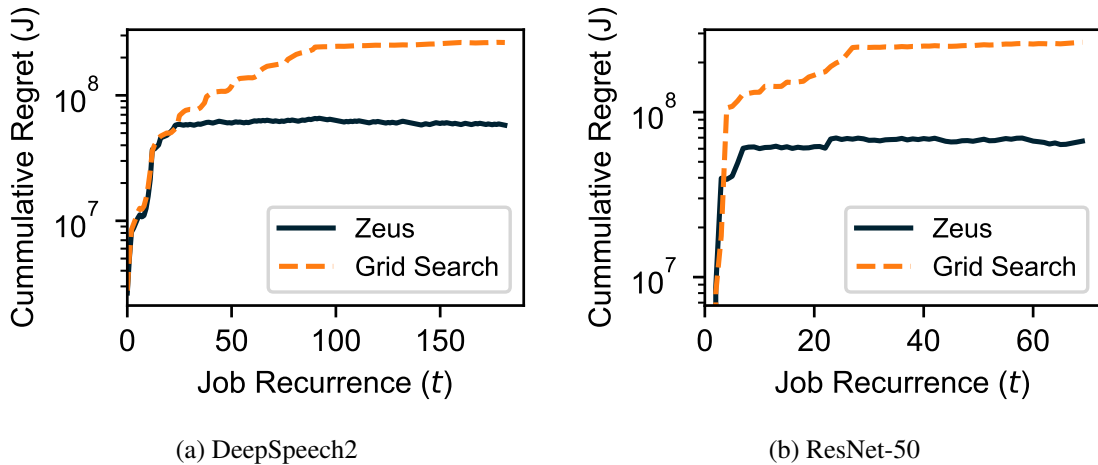 Cummulative Regret (J)
10^8
10^7
Zeus
Grid Search
0 50 100 150
Job Recurrence (t)
(a) DeepSpeech2
Cummulative Regret (J)
10^8
10^7
Zeus
Grid Search
0 20 40 60
Job Recurrence (t)
(b) ResNet-50